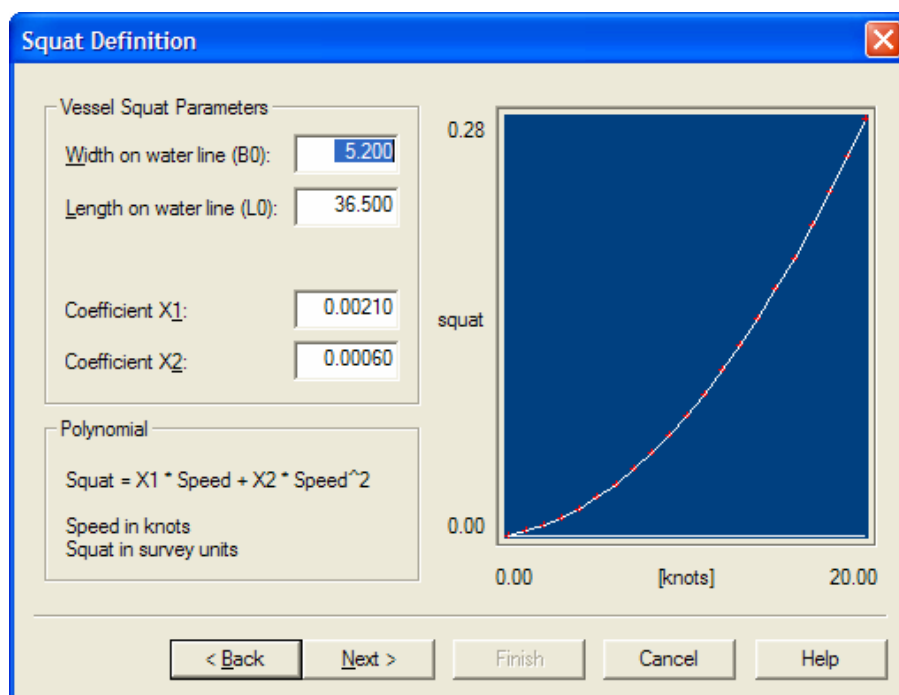 Squat Definition
Vessel Squat Parameters
Width on water line (B0): 5.200
Length on water line (L0): 36.500
Coefficient X1: 0.00210
Coefficient X2: 0.00060
Polynomial
Squat = X1 * Speed + X2 * Speed^2
Speed in knots
Squat in survey units
0.28
squat
0.00
0.00 [knots] 20.00
< Back Next > Finish Cancel Help